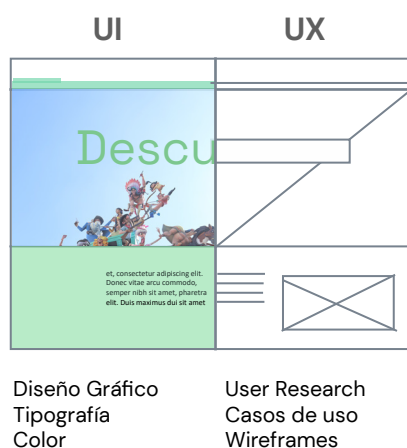 UI
UX
Descu
et, consectetur adipiscing elit.
Donec vitae arcu commodo,
semper nibh sit amet, pharetra
elit. Duis maximus dui sit amet
Diseño Gráfico
Tipografía
Color
User Research
Casos de uso
Wireframes